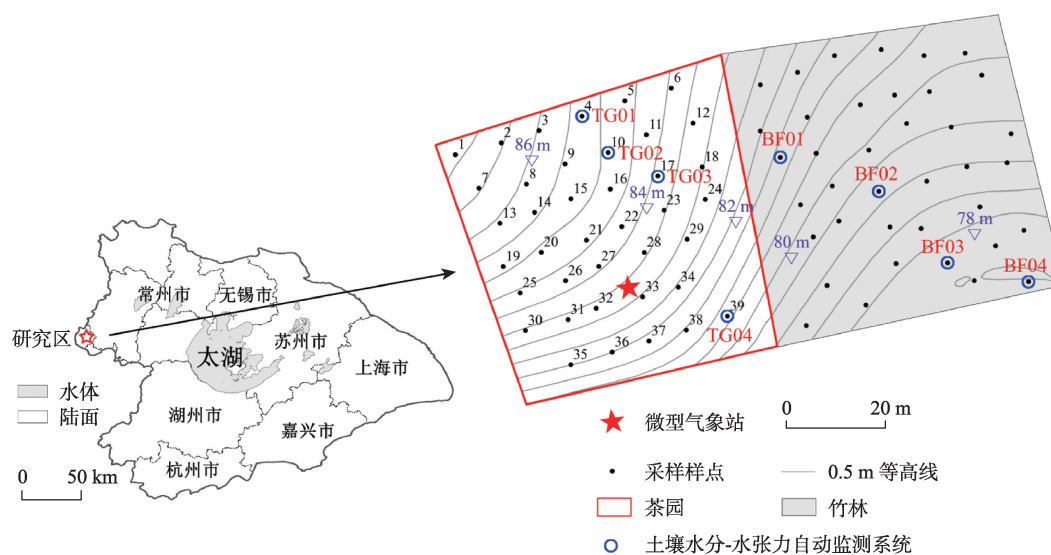 常州市
无锡市
研究区
太湖
苏州市
上海市
湖州市
嘉兴市
杭州市
水体
陆面
0 50 km
1
2
3
4
TG01
5
6
7
8
86 m
9
10
TG02
11
12
13
14
15
16
17
TG03
18
19
20
21
22
84 m
23
24
25
26
27
28
29
30
31
32
33
34
35
36
37
38
39
TG04
82 m
80 m
78 m
BF01
BF02
BF03
BF04
微型气象站
0 20 m
采样样点
0.5 m 等高线
茶园
竹林
土壤水分-水张力自动监测系统